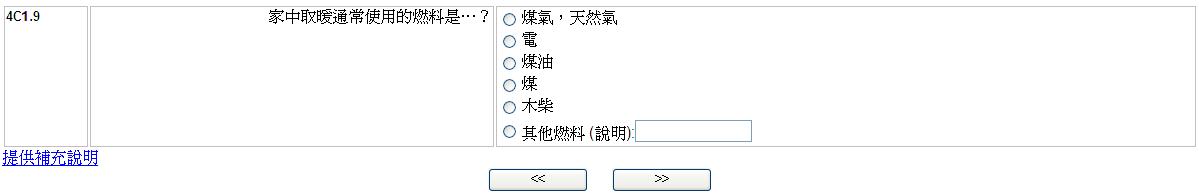 4C1.9
家中取暖通常使用的燃料是…？
煤氣，天然氣
電
煤油
煤
木柴
其他燃料 (說明):
提供補充說明
<< >>